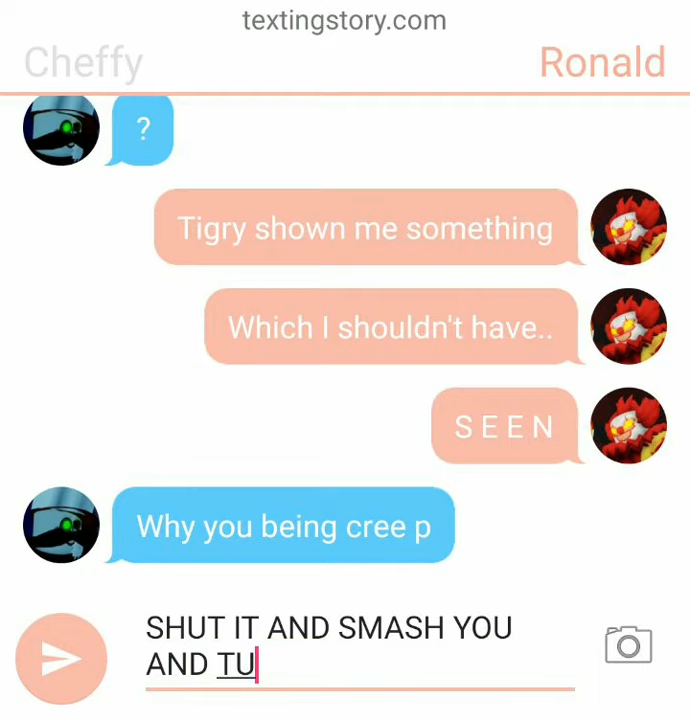 textingstory.com
Cheffy
Ronald
?
Tigry shown me something
Which I shouldn't have..
S E E N
Why you being cree p
SHUT IT AND SMASH YOU
AND TU